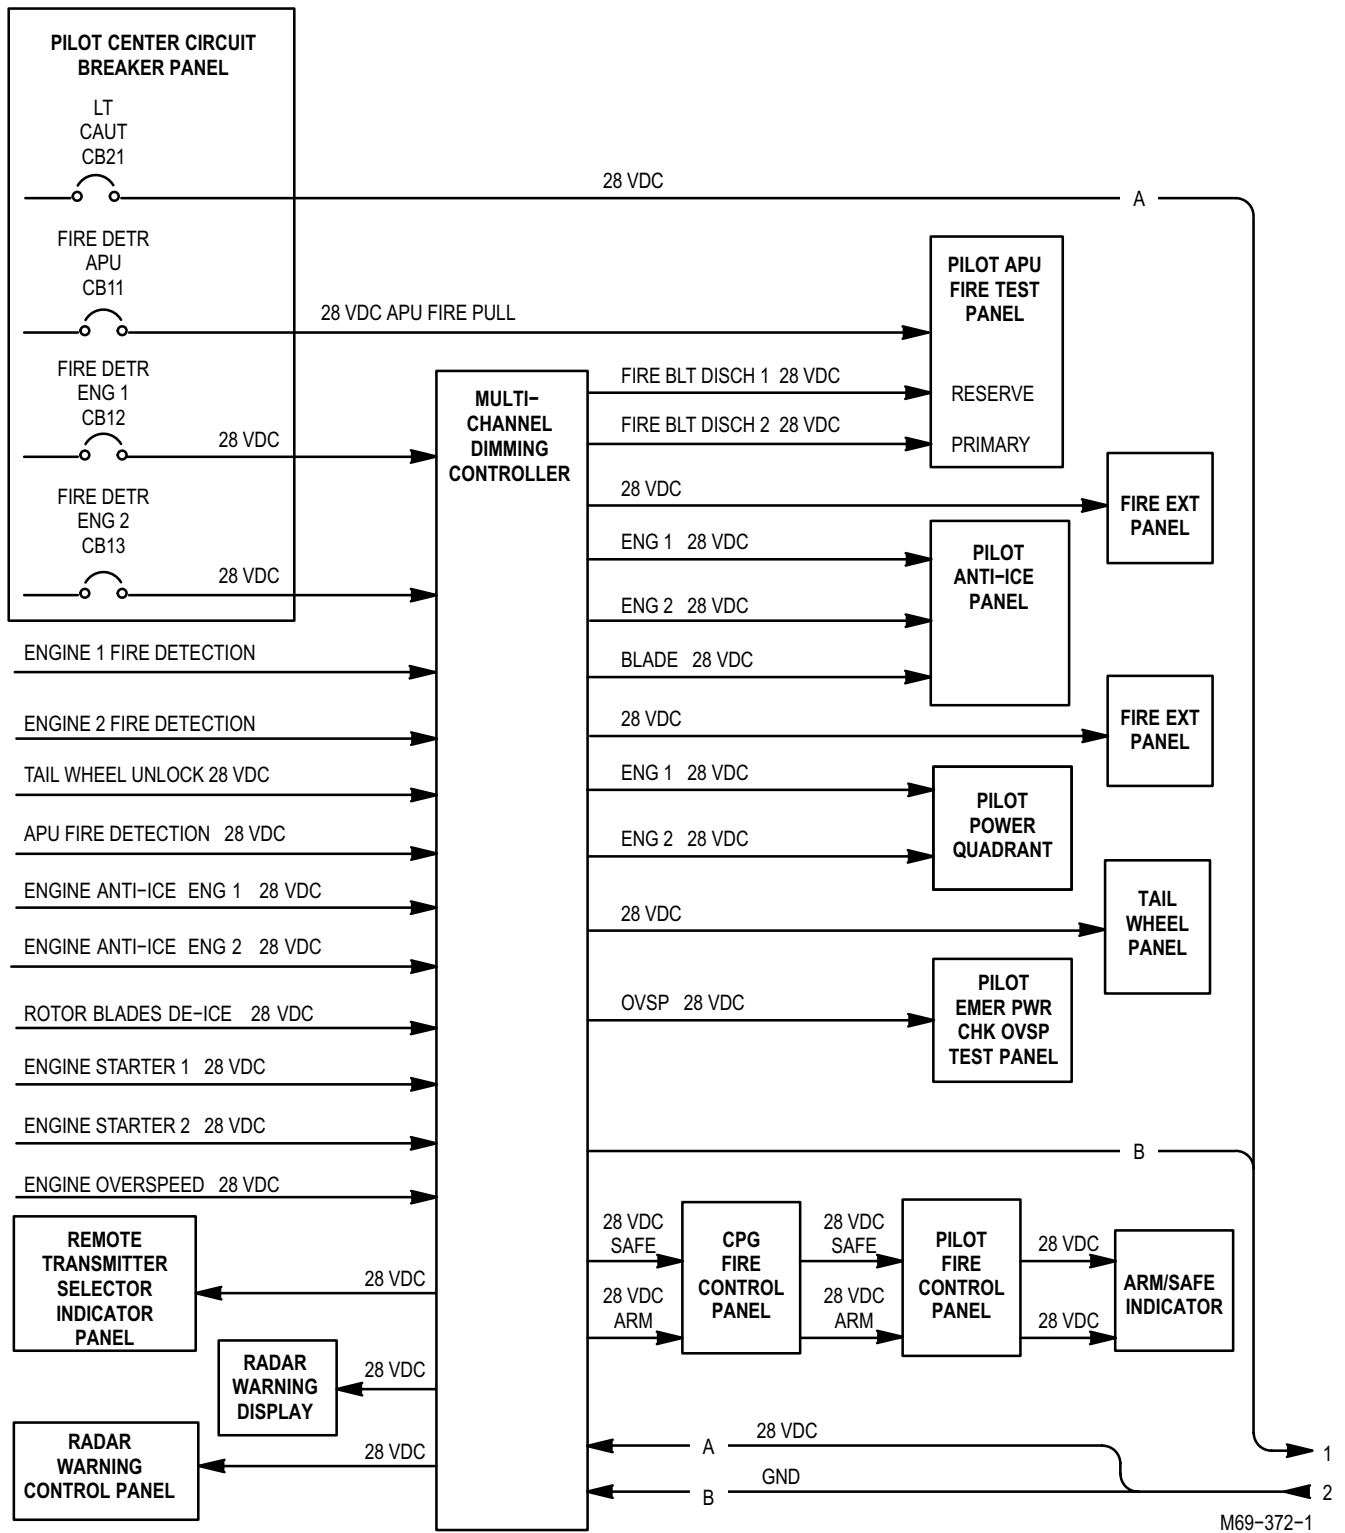 PILOT CENTER CIRCUIT
BREAKER PANEL
LT
CAUT
CB21
28 VDC
A
FIRE DETR
APU
CB11
28 VDC APU FIRE PULL
PILOT APU
FIRE TEST
PANEL
RESERVE
PRIMARY
FIRE DETR
ENG 1
CB12
28 VDC
FIRE DETR
ENG 2
CB13
28 VDC
MULTI−
CHANNEL
DIMMING
CONTROLLER
FIRE BLT DISCH 1 28 VDC
FIRE BLT DISCH 2 28 VDC
28 VDC
FIRE EXT
PANEL
ENG 1 28 VDC
ENG 2 28 VDC
BLADE 28 VDC
PILOT
ANTI−ICE
PANEL
28 VDC
FIRE EXT
PANEL
ENG 1 28 VDC
ENG 2 28 VDC
PILOT
POWER
QUADRANT
28 VDC
TAIL
WHEEL
PANEL
OVSP 28 VDC
PILOT
EMER PWR
CHK OVSP
TEST PANEL
B
ENGINE 1 FIRE DETECTION
ENGINE 2 FIRE DETECTION
TAIL WHEEL UNLOCK 28 VDC
APU FIRE DETECTION 28 VDC
ENGINE ANTI−ICE ENG 1 28 VDC
ENGINE ANTI−ICE ENG 2 28 VDC
ROTOR BLADES DE−ICE 28 VDC
ENGINE STARTER 1 28 VDC
ENGINE STARTER 2 28 VDC
ENGINE OVERSPEED 28 VDC
REMOTE
TRANSMITTER
SELECTOR
INDICATOR
PANEL
28 VDC
RADAR
WARNING
DISPLAY
28 VDC
RADAR
WARNING
CONTROL PANEL
28 VDC
28 VDC
SAFE
28 VDC
ARM
CPG
FIRE
CONTROL
PANEL
28 VDC
SAFE
28 VDC
ARM
PILOT
FIRE
CONTROL
PANEL
28 VDC
28 VDC
ARM/SAFE
INDICATOR
A
28 VDC
B
GND
1
2
M69−372−1